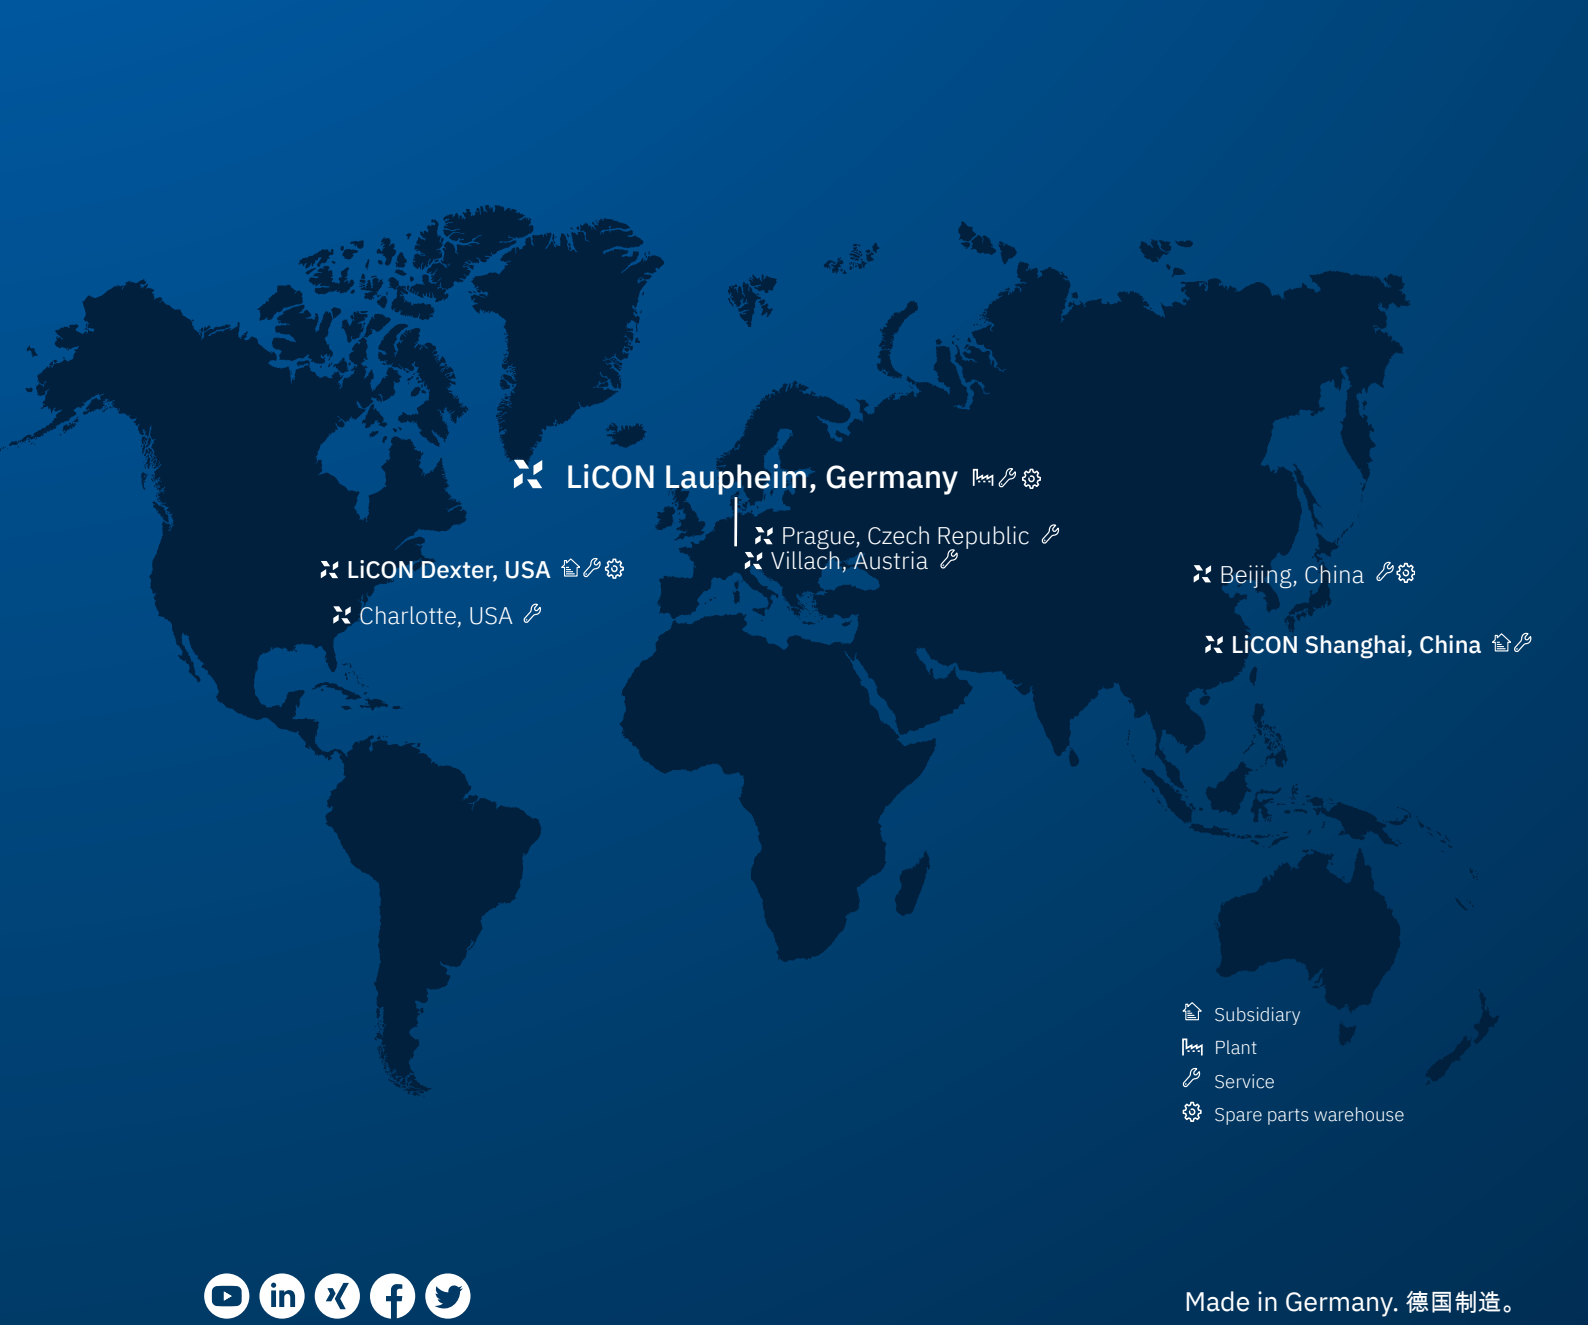 LiCON Laupheim, Germany
Prague, Czech Republic
Villach, Austria
LiCON Dexter, USA
Charlotte, USA
Beijing, China
LiCON Shanghai, China
Subsidiary
Plant
Service
Spare parts warehouse
Made in Germany. 德国制造。